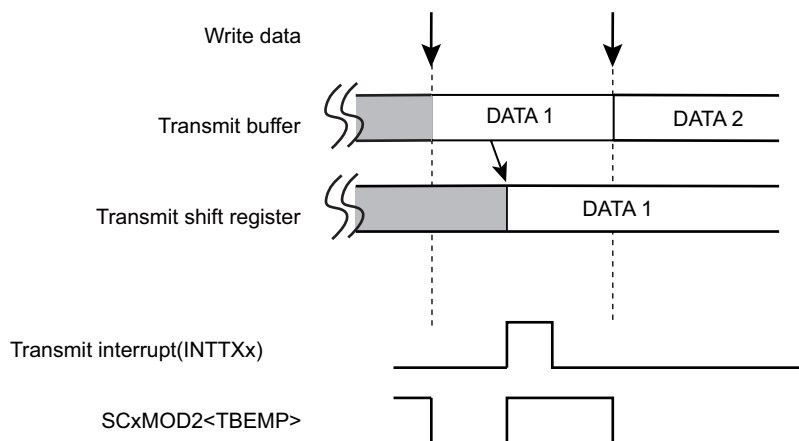 Write data
Transmit buffer
DATA 1
DATA 2
Transmit shift register
DATA 1
Transmit interrupt(INTTXx)
SCxMOD2<TBEMP>